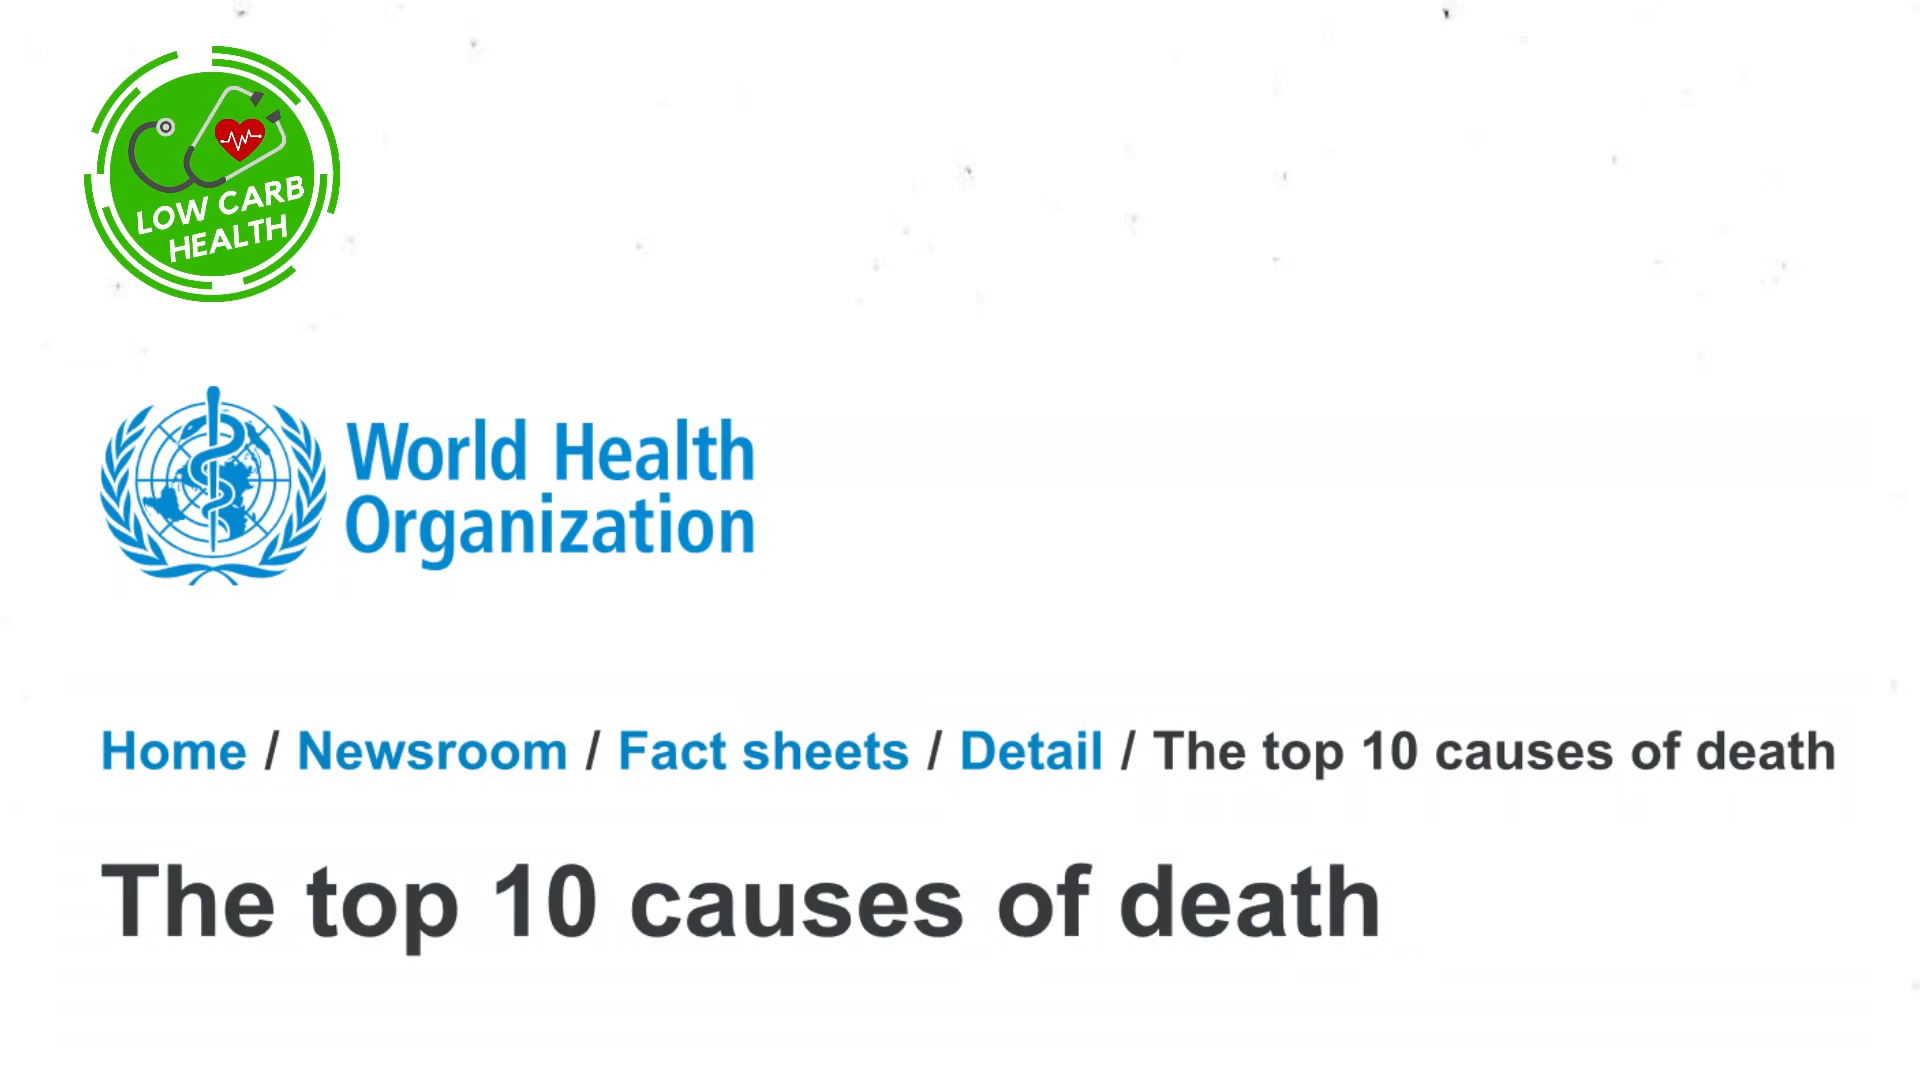 LOW CARB
HEALTH
World Health
Organization
Home / Newsroom / Fact sheets / Detail / The top 10 causes of death
The top 10 causes of death